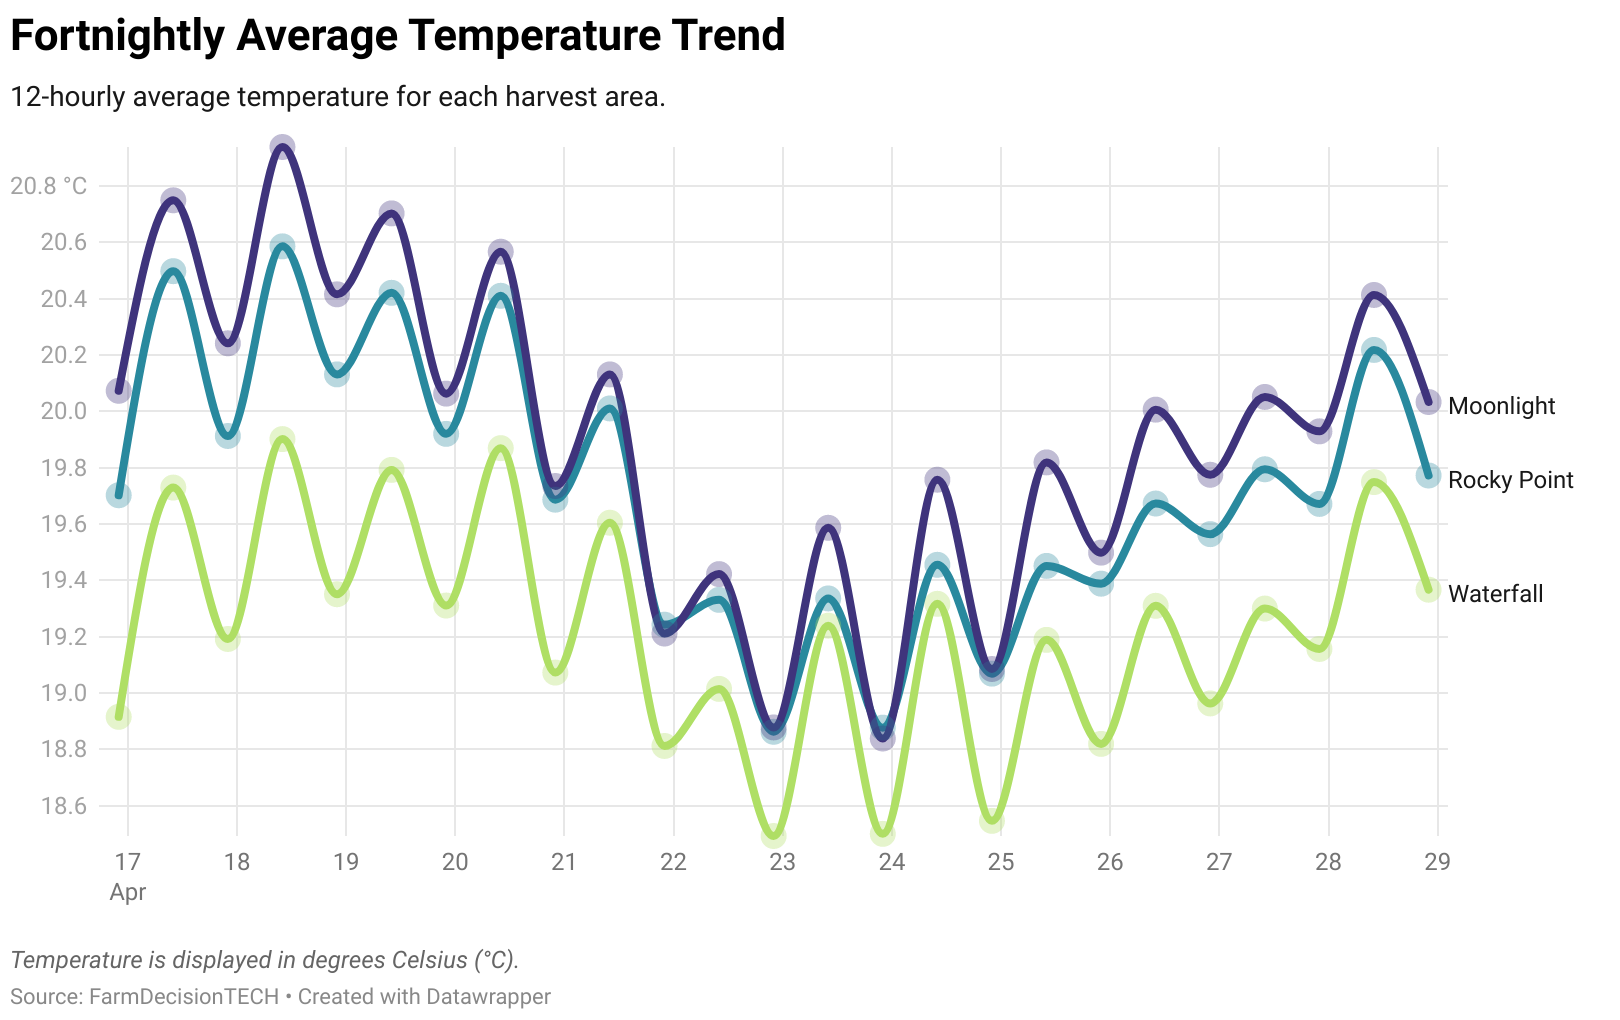 Fortnightly Average Temperature Trend
12-hourly average temperature for each harvest area.
20.8 °C
20.6
20.4
20.2
20.0
19.8
19.6
19.4
19.2
19.0
18.8
18.6
Moonlight
Rocky Point
Waterfall
17 18 19 20 21 22 23 24 25 26 27 28 29
Apr
Temperature is displayed in degrees Celsius (°C).
Source: FarmDecisionTECH • Created with Datawrapper